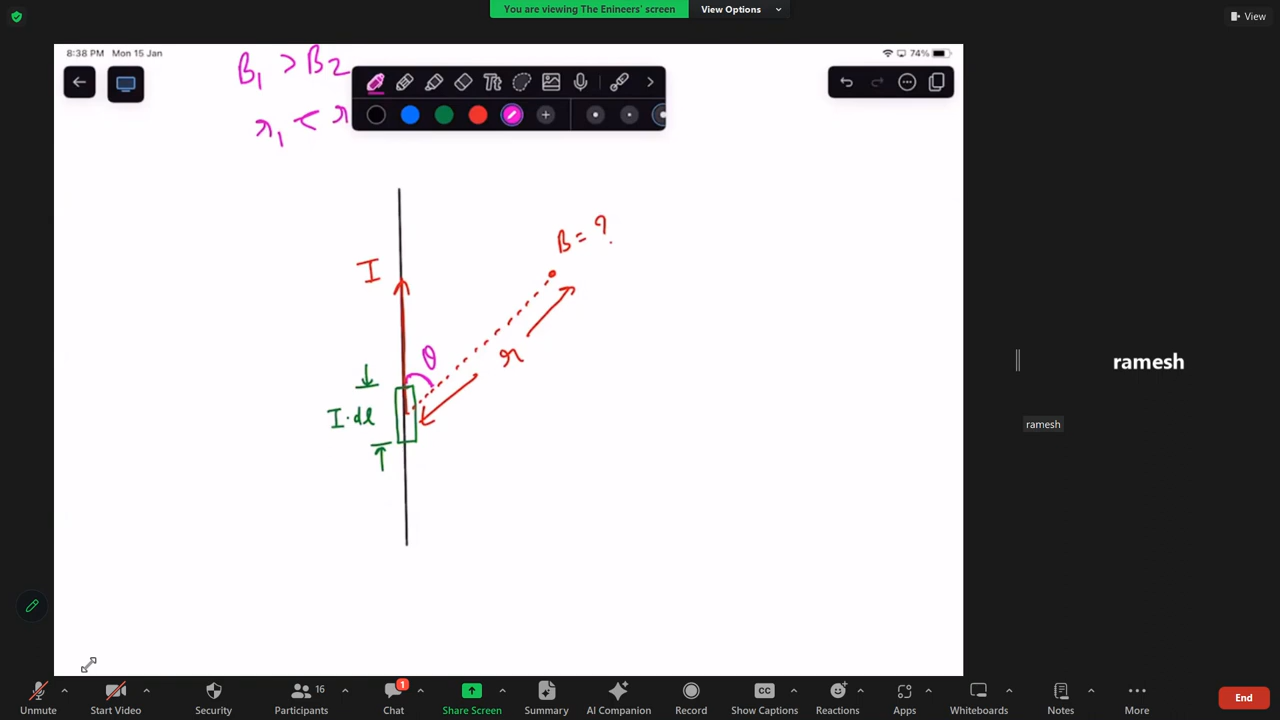 You are viewing The Enineers' screen
View Options
View
8:38 PM Mon 15 Jan
74%
B₁ > B₂
Tt
r₁ < r
B = ?
I
θ
r
I·dl
ramesh
ramesh
16
1
CC
Unmute
Start Video
Security
Participants
Chat
Share Screen
Summary
AI Companion
Record
Show Captions
Reactions
Apps
Whiteboards
Notes
More
End